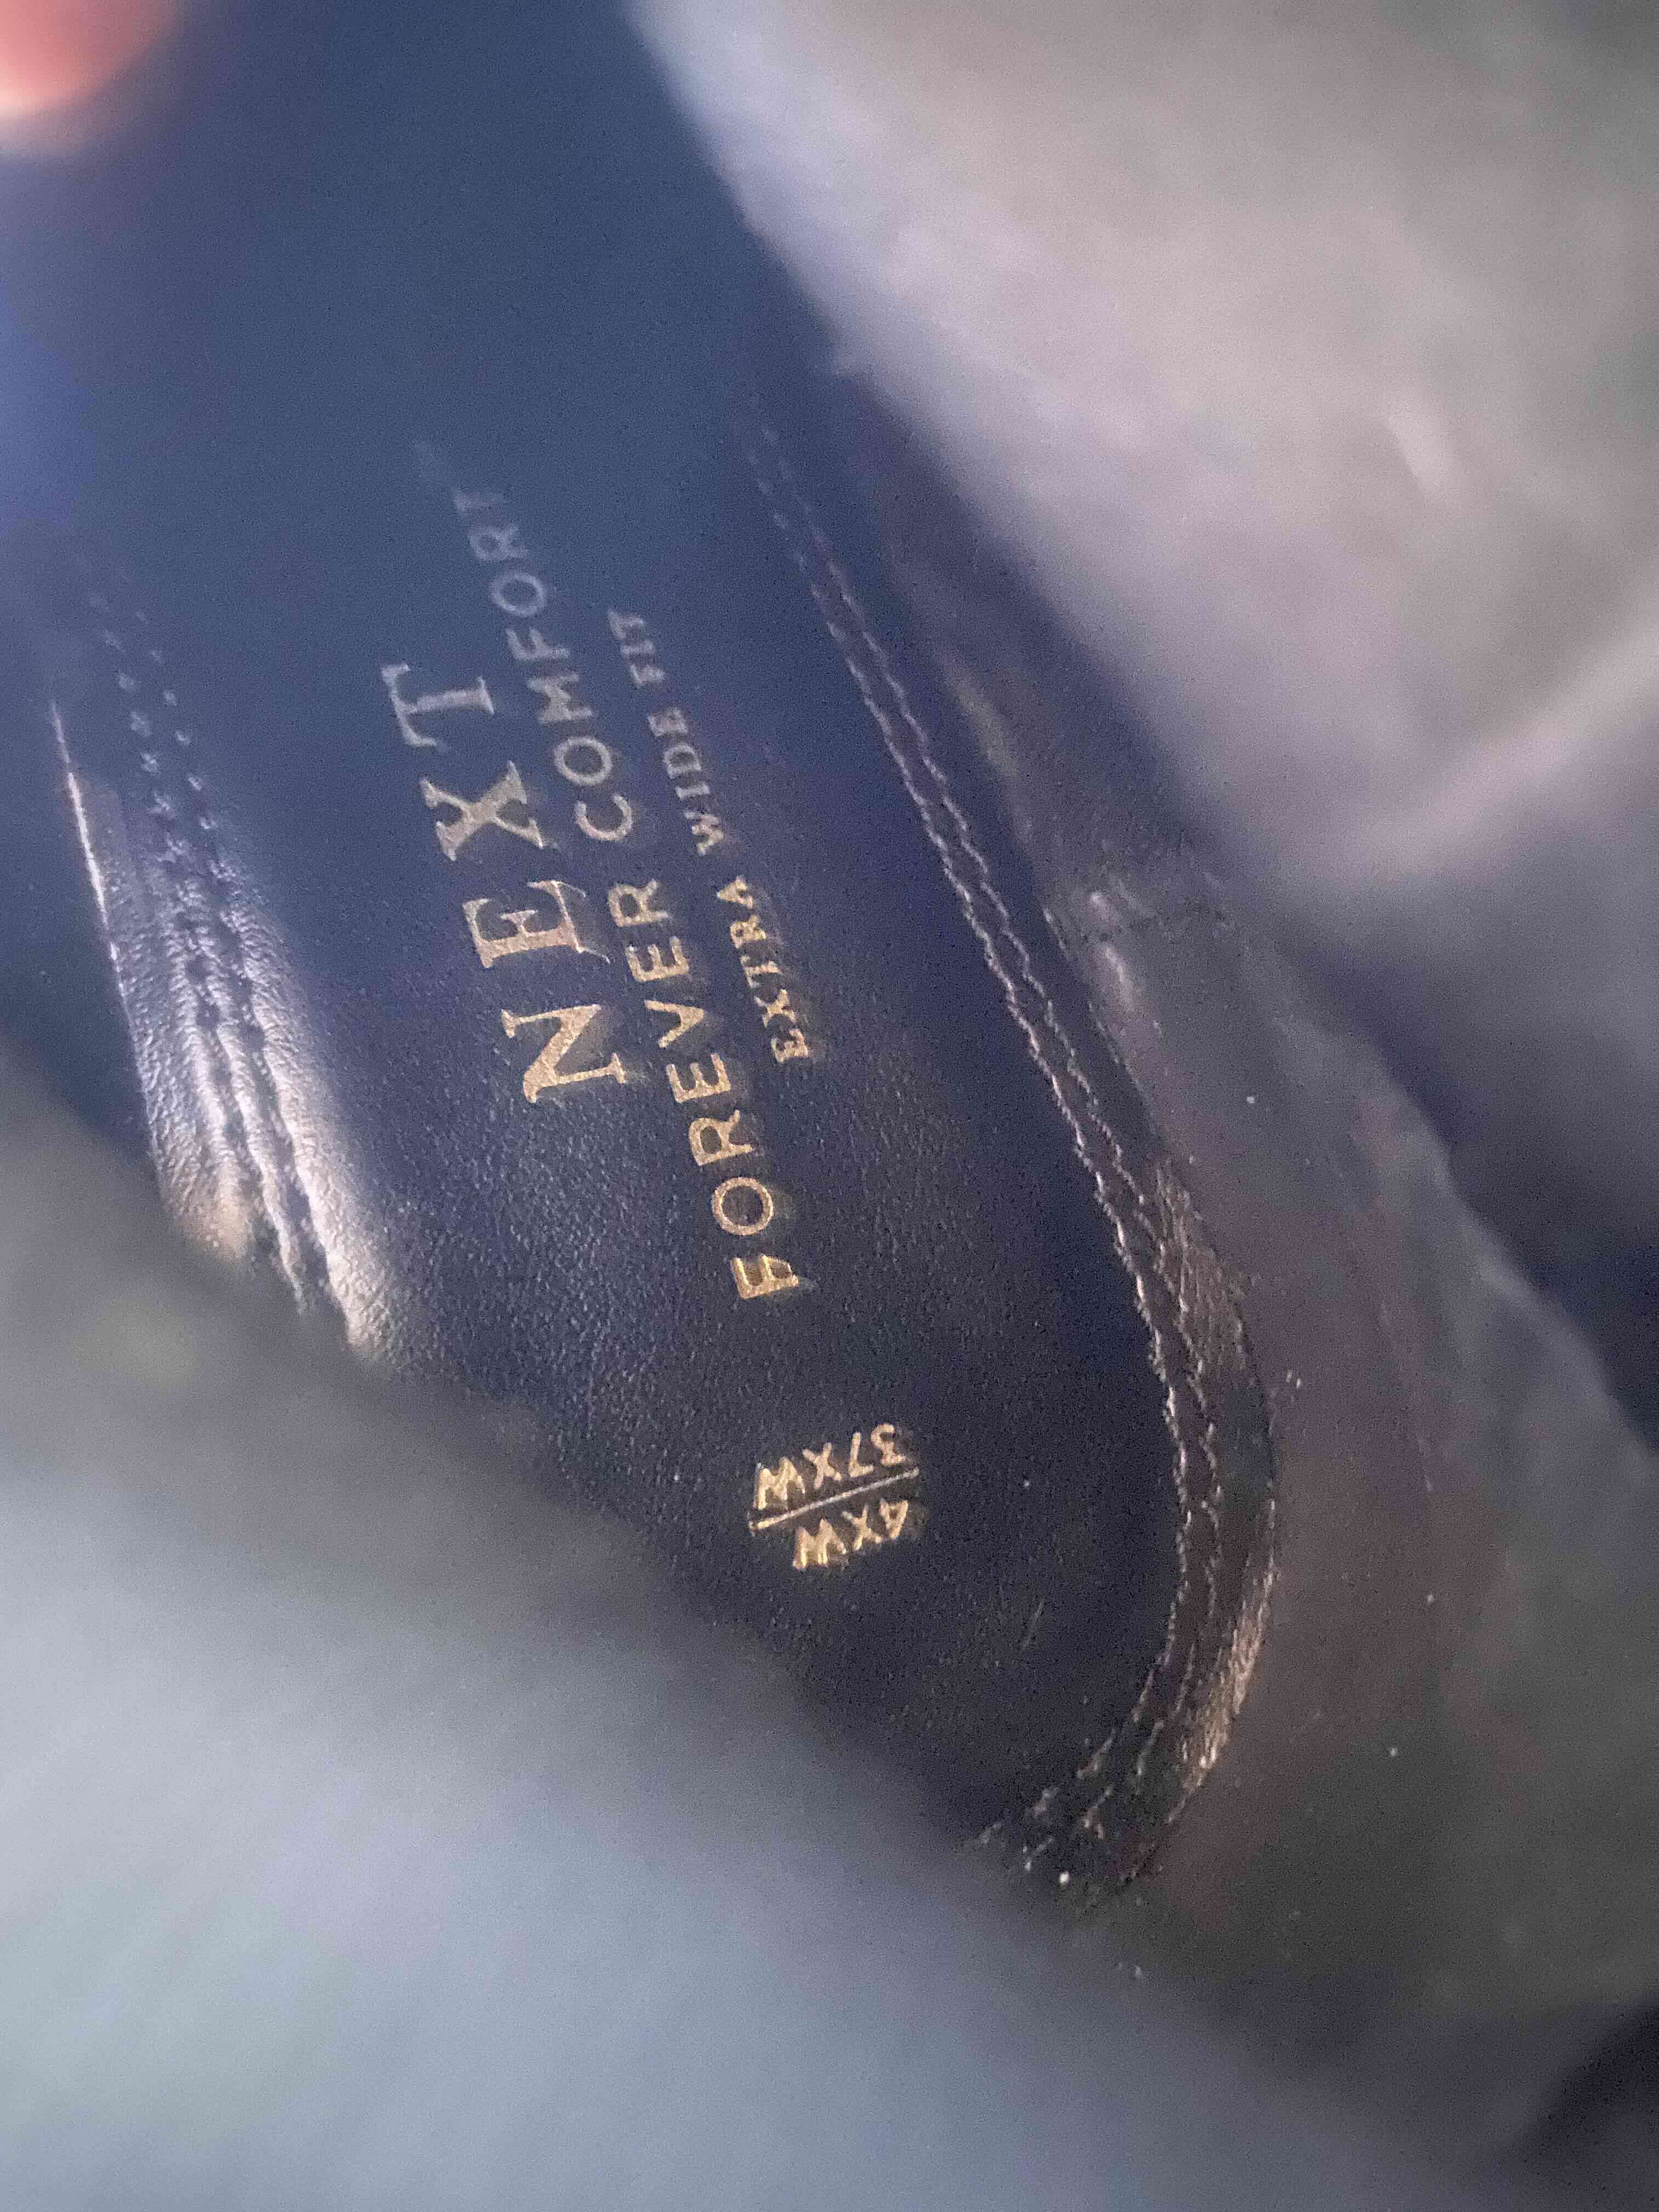 NEXT
FOREVER COMFORT
EXTRA WIDE FIT
4XW
37XW